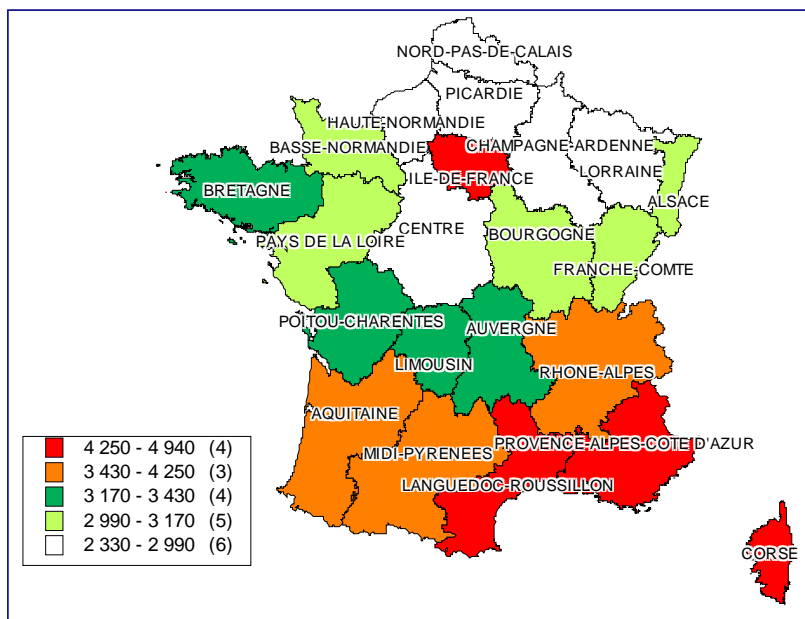 NORD-PAS-DE-CALAIS
PICARDIE
HAUTE-NORMANDIE
CHAMPAGNE-ARDENNE
BASSE-NORMANDIE
LORRAINE
ILE-DE-FRANCE
BRETAGNE
ALSACE
CENTRE
BOURGOGNE
PAYS DE LA LOIRE
FRANCHE-COMTE
POITOU-CHARENTES
AUVERGNE
LIMOUSIN
RHONE-ALPES
AQUITAINE
PROVENCE-ALPES-COTE D'AZUR
MIDI-PYRENEES
LANGUEDOC-ROUSSILLON
CORSE
4 250 - 4 940 (4)
3 430 - 4 250 (3)
3 170 - 3 430 (4)
2 990 - 3 170 (5)
2 330 - 2 990 (6)